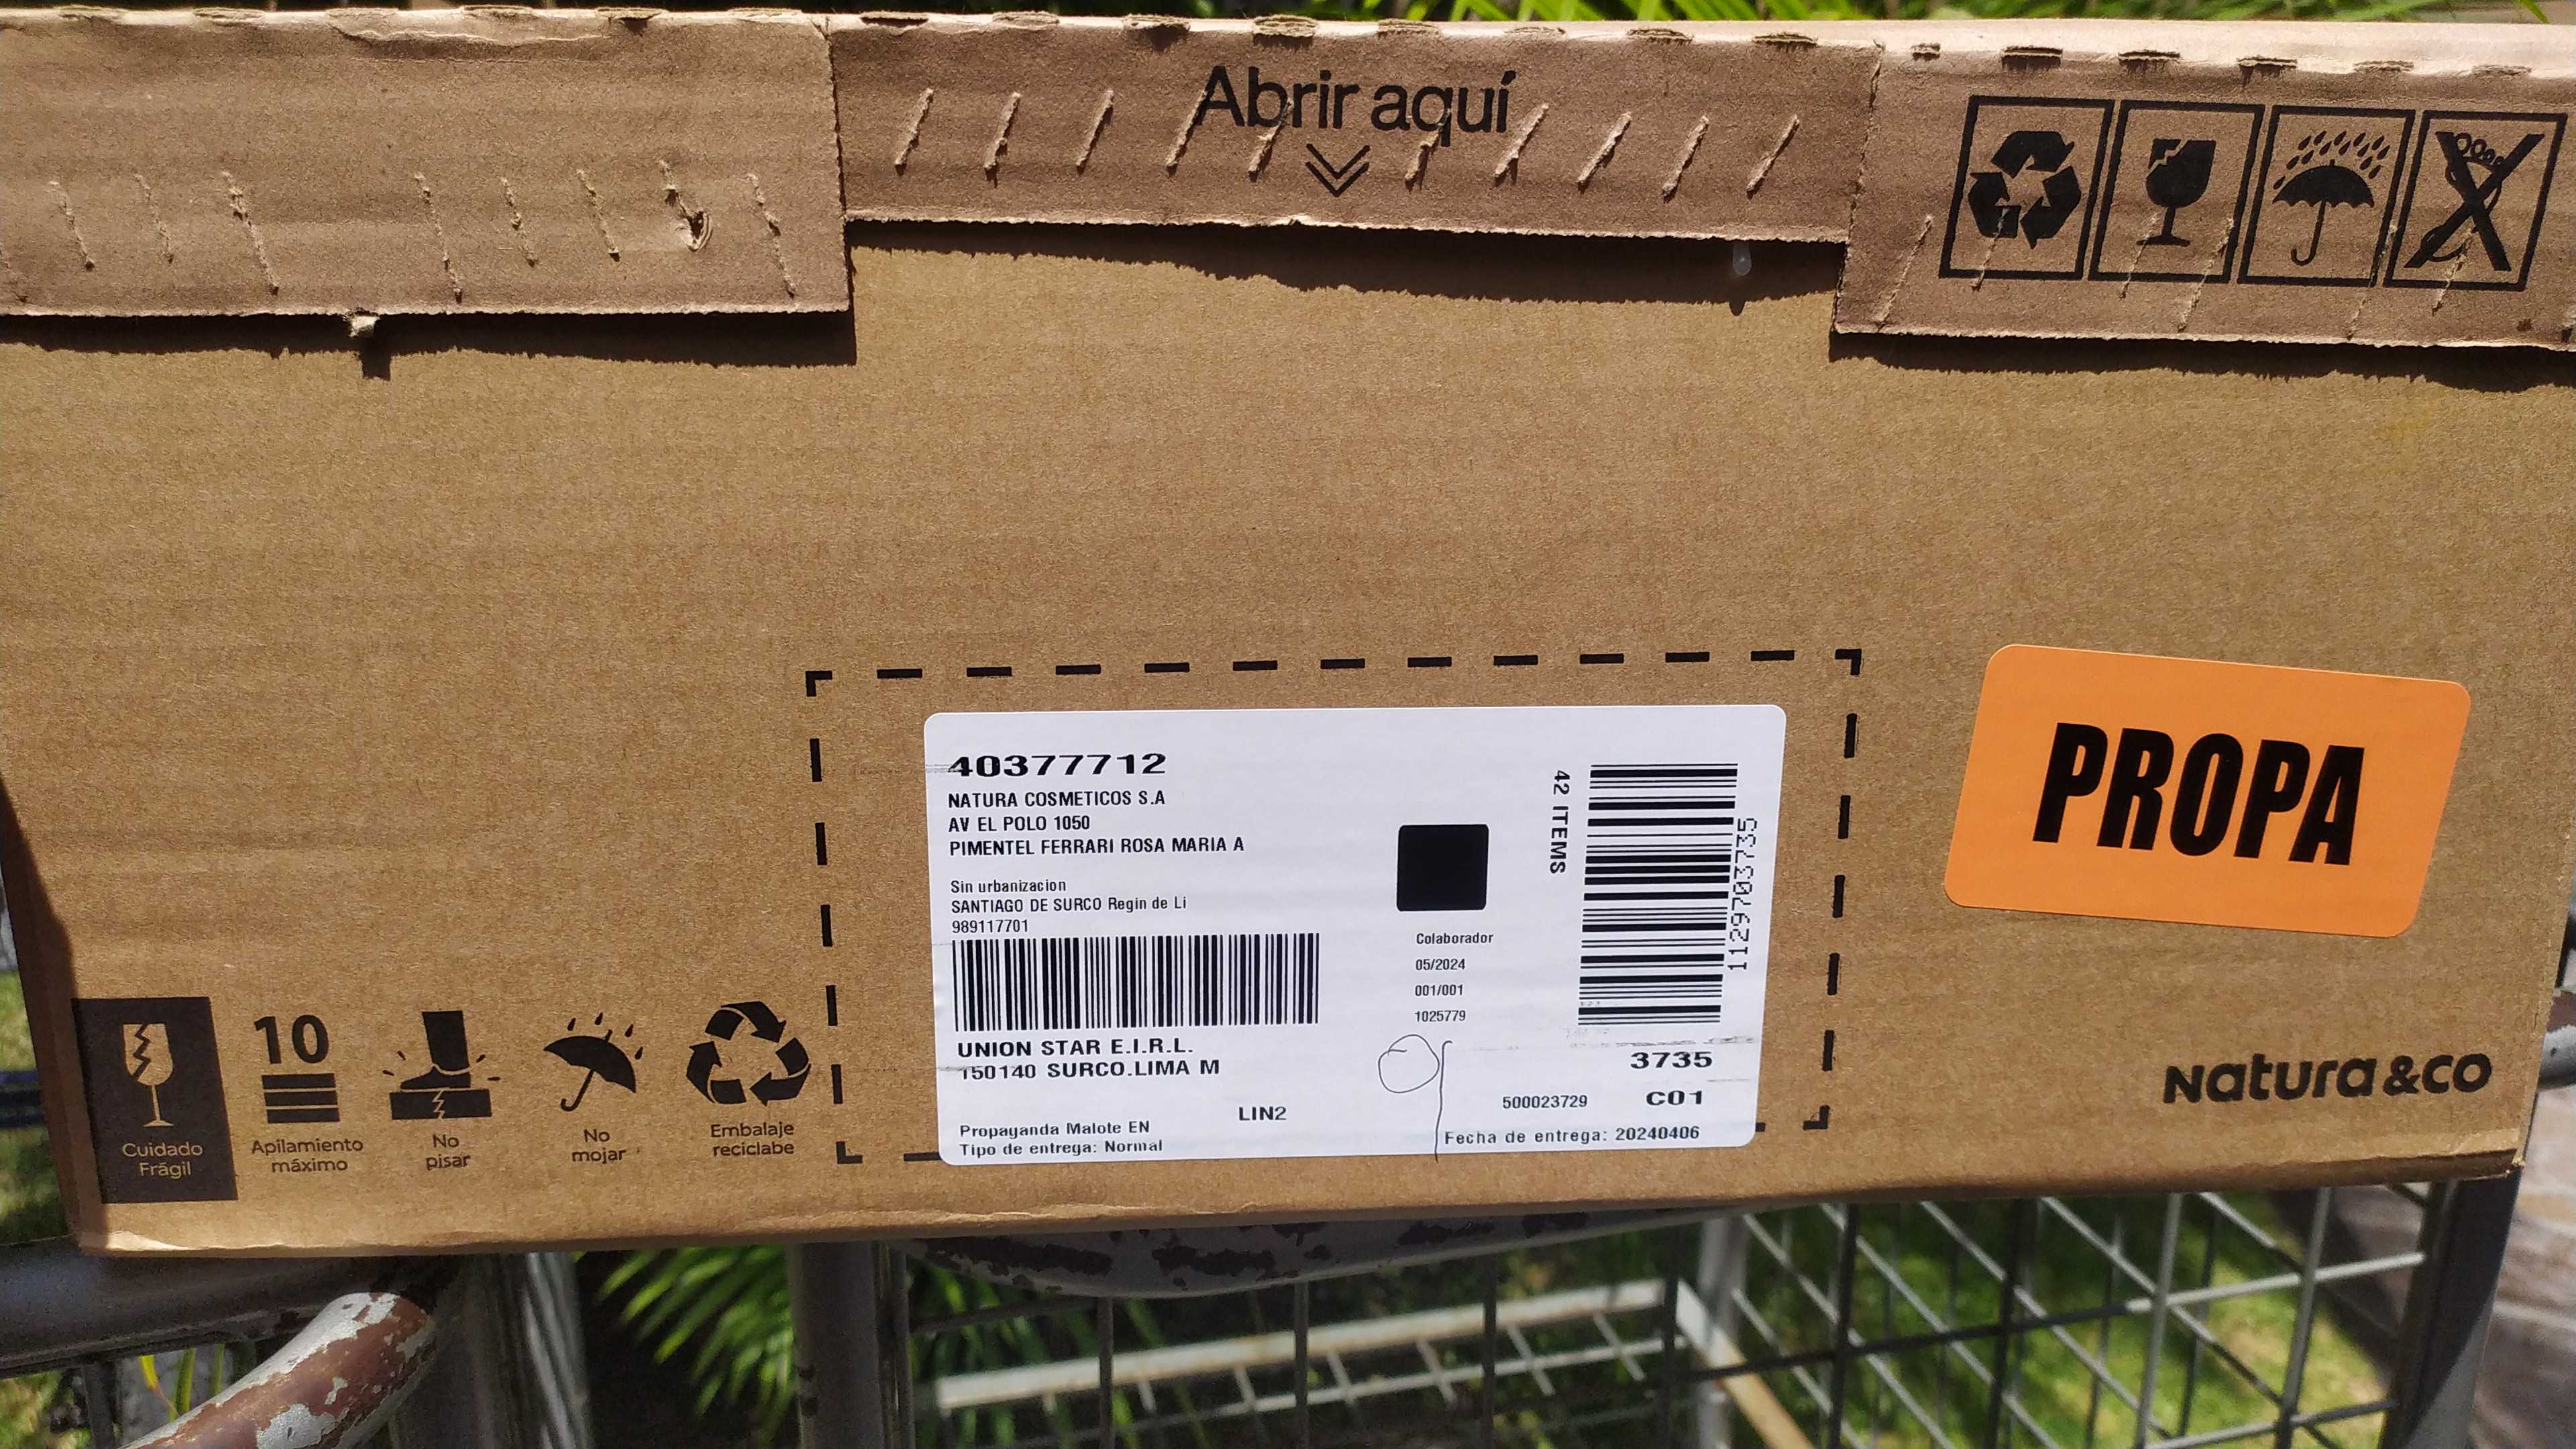 Abrir aquí
PROPA
40377712
NATURA COSMETICOS S.A
AV EL POLO 1050
PIMENTEL FERRARI ROSA MARIA A
Sin urbanizacion
SANTIAGO DE SURCO Regin de Li
989117701
UNION STAR E.I.R.L.
150140 SURCO.LIMA M
LIN2
Propaganda Malote EN
Tipo de entrega: Normal
Colaborador
05/2024
001/001
1025779
42 ITEMS
1129703735
3735
500023729 C01
Fecha de entrega: 20240406
Cuidado
Frágil
10
Apilamiento
máximo
No
pisar
No
mojar
Embalaje
reciclabe
Natura &co